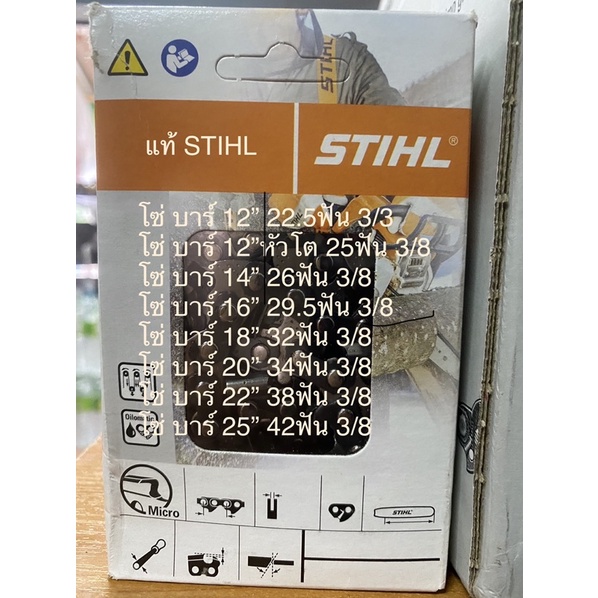 STIHL
แท้ STIHL
STIHL®
โซ่ บาร์ 12” 22.5ฟัน 3/3
โซ่ บาร์ 12”หัวโต 25ฟัน 3/8
โซ่ บาร์ 14” 26ฟัน 3/8
โซ่ บาร์ 16” 29.5ฟัน 3/8
โซ่ บาร์ 18” 32ฟัน 3/8
โซ่ บาร์ 20” 34ฟัน 3/8
โซ่ บาร์ 22” 38ฟัน 3/8
โซ่ บาร์ 25” 42ฟัน 3/8
Oilomatic
Micro
STIHL